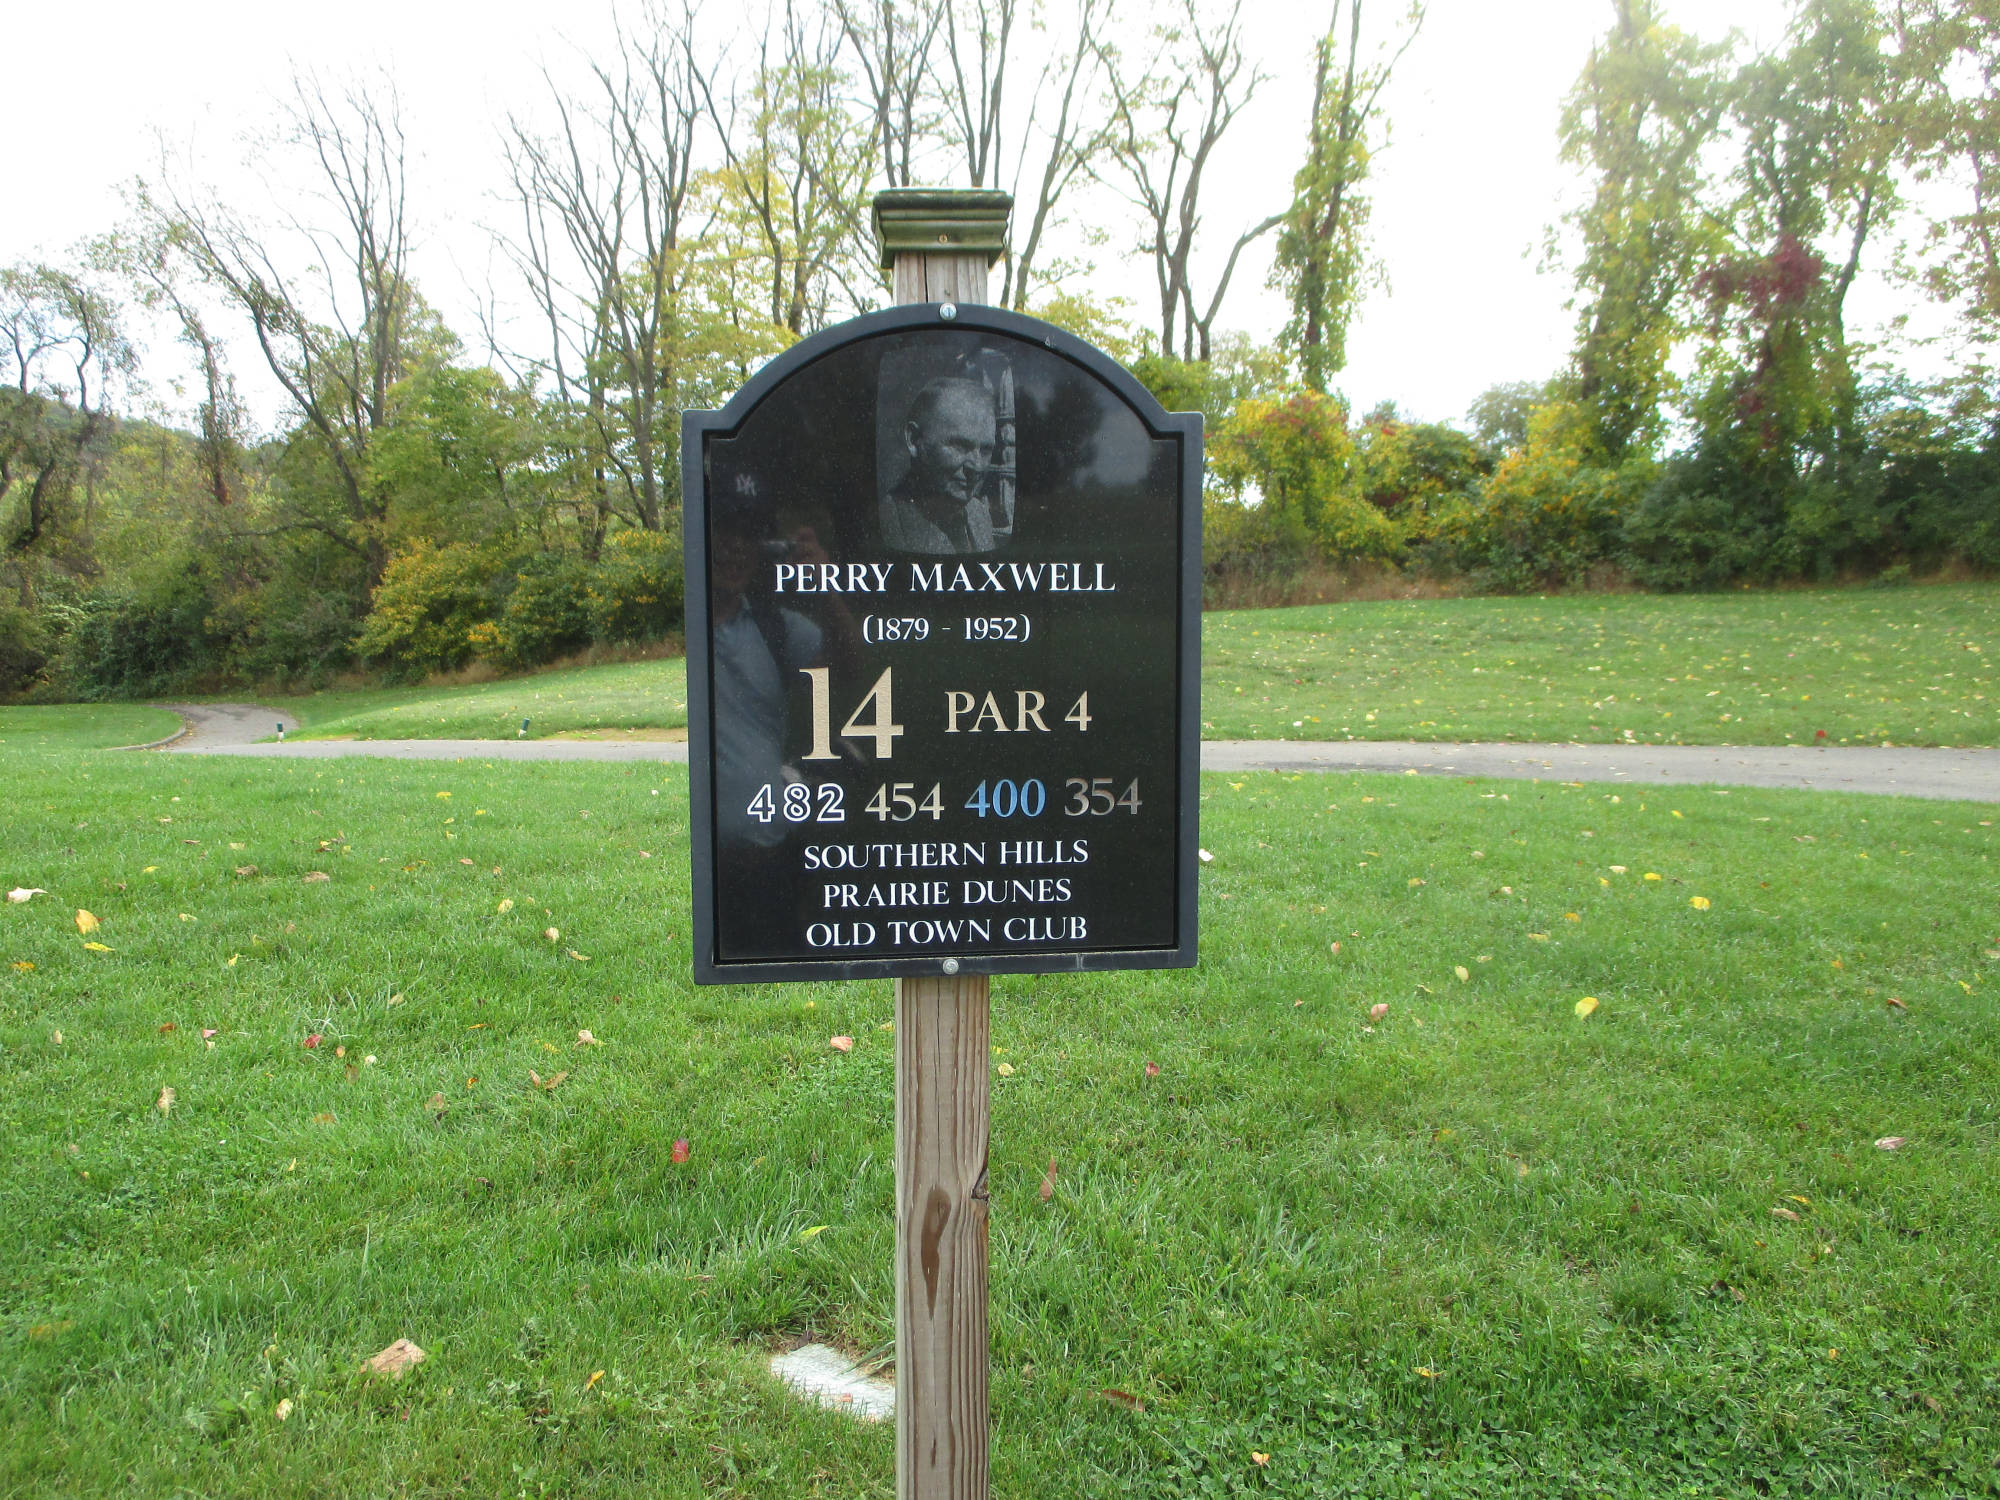 PERRY MAXWELL
(1879 - 1952)
14 PAR 4
482 454 400 354
SOUTHERN HILLS
PRAIRIE DUNES
OLD TOWN CLUB